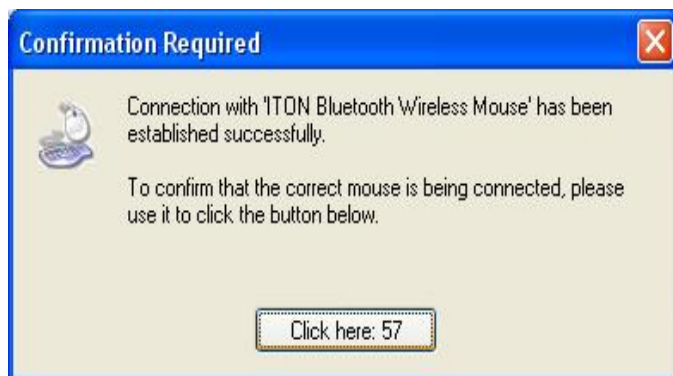 Confirmation Required
Connection with 'ITON Bluetooth Wireless Mouse' has been
established successfully.
To confirm that the correct mouse is being connected, please
use it to click the button below.
Click here: 57